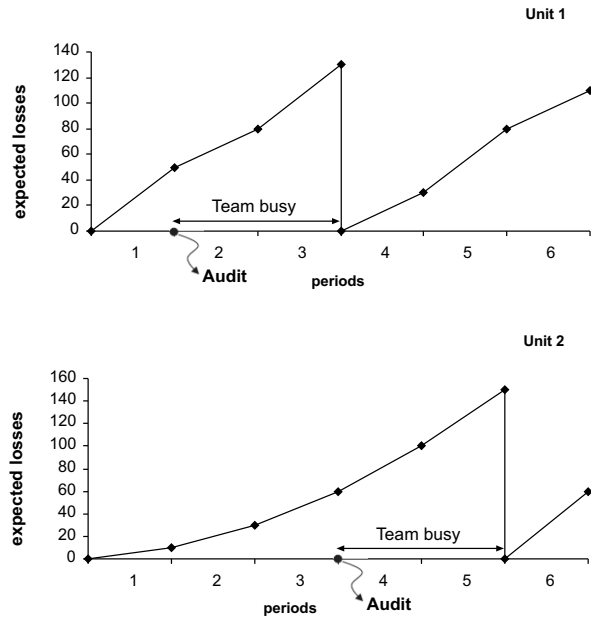 Unit 1
expected losses
140
120
100
80
60
40
20
0
Team busy
1 2 3 4 5 6
Audit
periods
Unit 2
expected losses
160
140
120
100
80
60
40
20
0
Team busy
1 2 3 4 5 6
periods
Audit